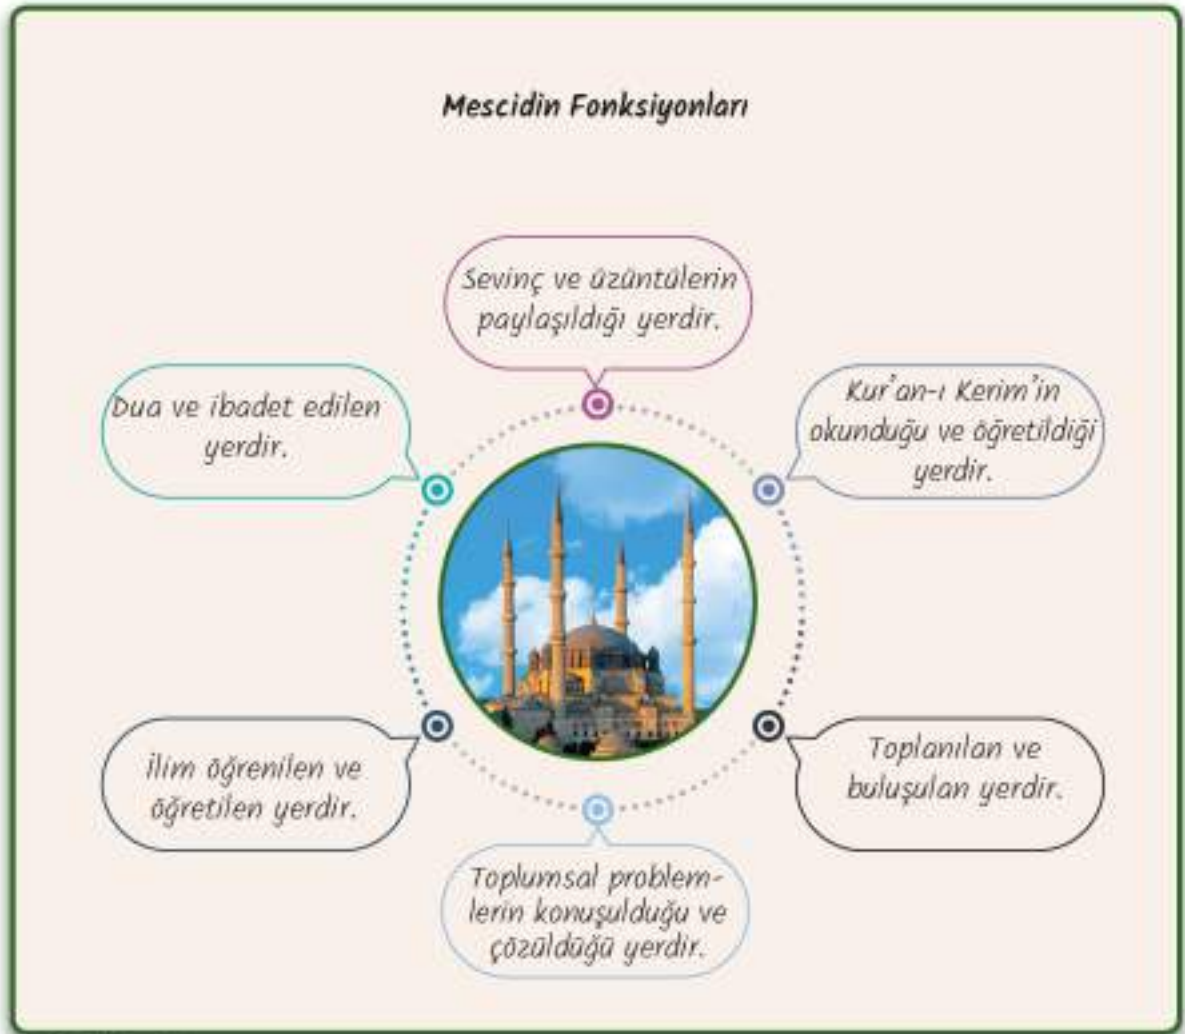 Mescidin Fonksiyonları
Sevinç ve üzüntülerin
paylaşıldığı yerdir.
Dua ve ibadet edilen
yerdir.
Kur'an-ı Kerim'in
okunduğu ve öğretildiği
yerdir.
İlim öğrenilen ve
öğretilen yerdir.
Toplanılan ve
buluşulan yerdir.
Toplumsal problem-
lerin konuşulduğu ve
çözüldüğü yerdir.